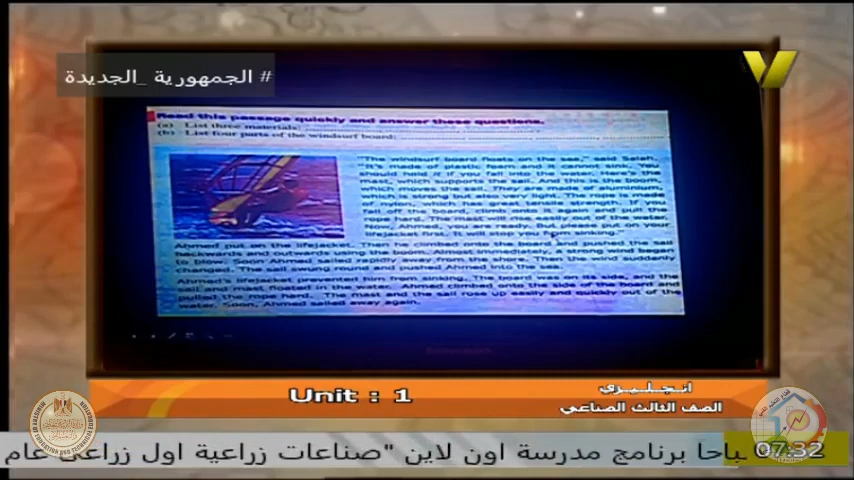 # الجمهورية _الجديدة
Read this passage quickly and answer these questions.
(a) List three materials:
(b) List four parts of the windsurf board:
"The windsurf board floats on the sea," said Salah.
"It's made of plastic foam and it cannot sink. You
should hold it if you fall into the water. Here's the
mast, which supports the sail. And this is the boom,
which moves the sail. They are made of aluminium,
which is strong but also very light. The rope is made
of nylon, which has great tensile strength. If you
fall off the board, climb onto it again and pull the
rope hard. The mast will rise easily out of the water.
Now, Ahmed, you are ready. But please put on your
lifejacket first. It will stop you from sinking."
Ahmed put on the lifejacket. Then he climbed onto the board and pushed the sail
backwards and outwards using the boom. Almost immediately, a strong wind began
to blow. Soon Ahmed sailed rapidly away from the shore. Then the wind suddenly
changed. The sail swung round and pushed Ahmed into the sea.
Ahmed's lifejacket prevented him from sinking. The board was on its side, and the
sail and mast floated in the water. Ahmed climbed onto the side of the board and
pulled the rope hard. The mast and the sail rose up easily and quickly out of the
water. Soon, Ahmed sailed away again.
Unit : 1
انجليزي
الصف الثالث الصناعي
باحا برنامج مدرسة اون لاين "صناعات زراعية اول زراعى عام
07:32